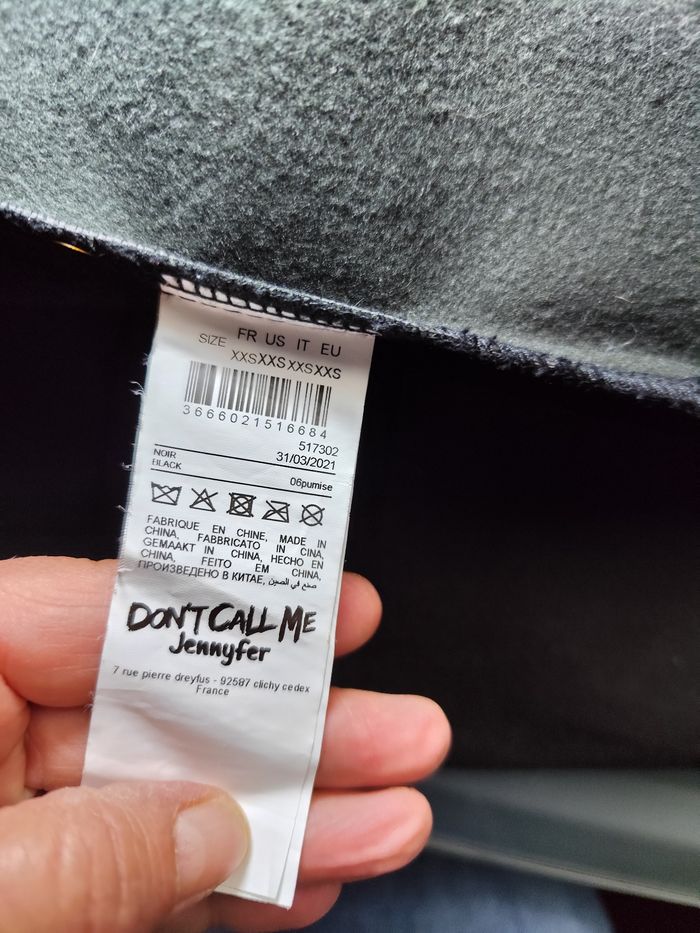 SIZE FR US IT EU
XXS XXS XXS XXS
3666021516684
517302
NOIR 31/03/2021
BLACK
06pumise
FABRIQUE EN CHINE, MADE IN
CHINA, FABBRICATO IN CINA,
GEMAAKT IN CHINA, HECHO EN
CHINA, FEITO EM CHINA,
ПРОИЗВЕДЕНО В КИТАЕ, صنع في الصين
DON'T CALL ME
Jennyfer
7 rue pierre dreyfus - 92587 clichy cedex
France